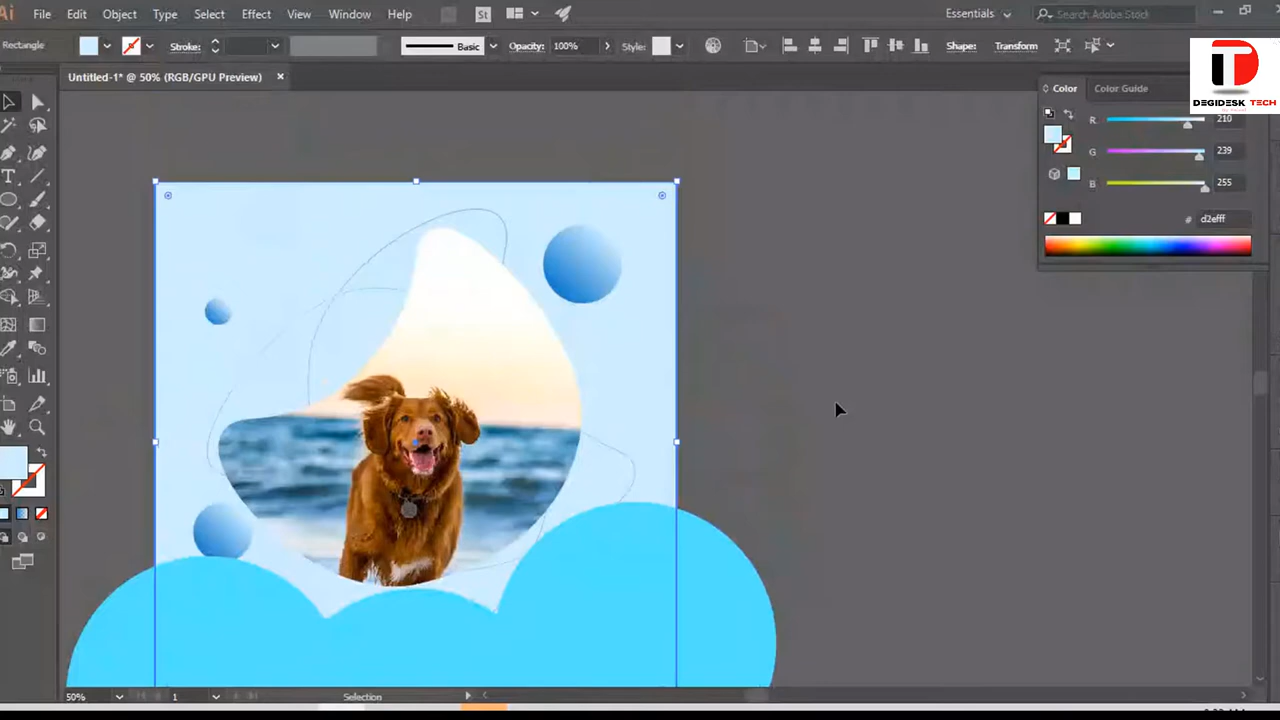 Ai File Edit Object Type Select Effect View Window Help St Essentials Search Adobe Stock
Rectangle Stroke: Basic Opacity: 100% Style: Shape: Transform
Untitled-1* @ 50% (RGB/GPU Preview) ×
DEGIDESK TECH
Color Color Guide
R 210
G 239
B 255
# d2efff
50% 1 Selection